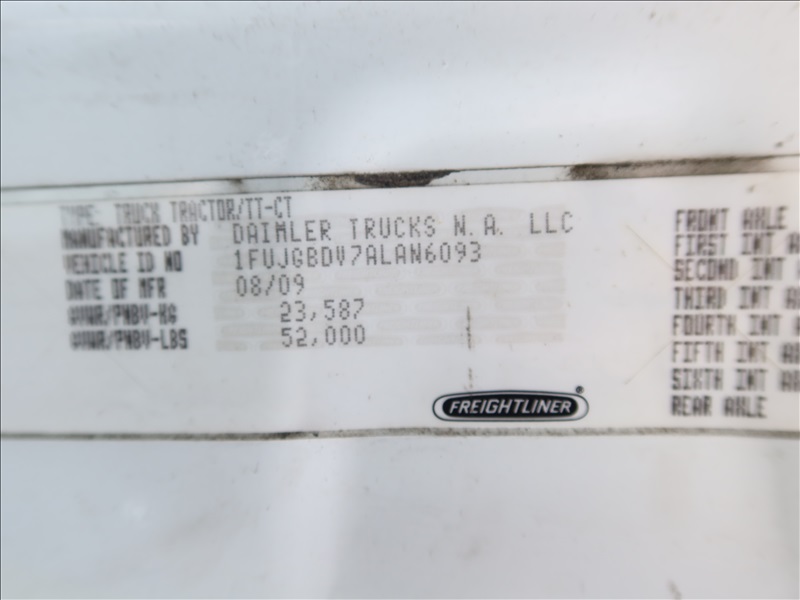 TYPE: TRUCK TRACTOR/TT-CT
MANUFACTURED BY DAIMLER TRUCKS N.A. LLC
VEHICLE ID NO 1FUJGBDV7ALAN6093
DATE OF MFR 08/09
GVWR/PNBV-KG 23,587
GVWR/PNBV-LBS 52,000
FREIGHTLINER®
FRONT AXLE
FIRST INT
SECOND INT
THIRD INT
FOURTH INT
FIFTH INT
SIXTH INT
REAR AXLE